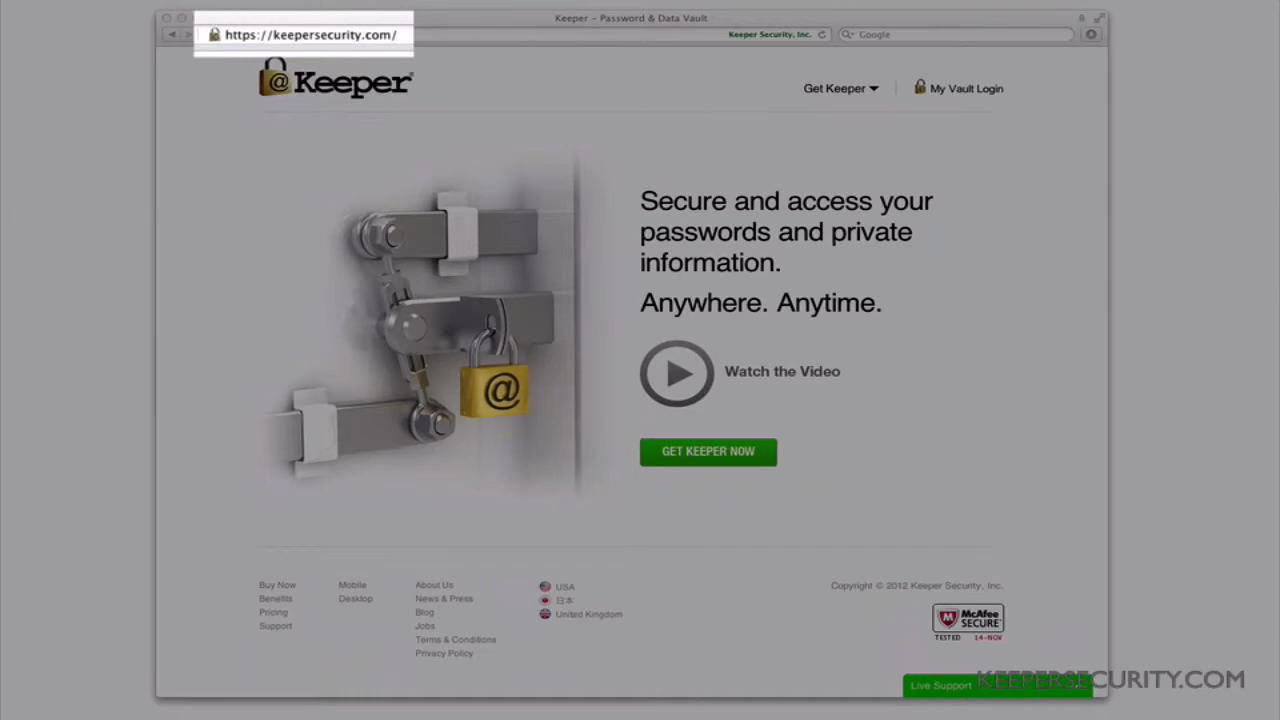 Keeper - Password & Data Vault
https://keepersecurity.com/
Keeper Security, Inc.
Google
@Keeper®
Get Keeper
My Vault Login
Secure and access your
passwords and private
information.
Anywhere. Anytime.
@
Watch the Video
GET KEEPER NOW
Buy Now
Benefits
Pricing
Support
Mobile
Desktop
About Us
News & Press
Blog
Jobs
Terms & Conditions
Privacy Policy
USA
日本
United Kingdom
Copyright © 2012 Keeper Security, Inc.
M McAfee
SECURE
TESTED 14-NOV
Live Support
KEEPERSECURITY.COM